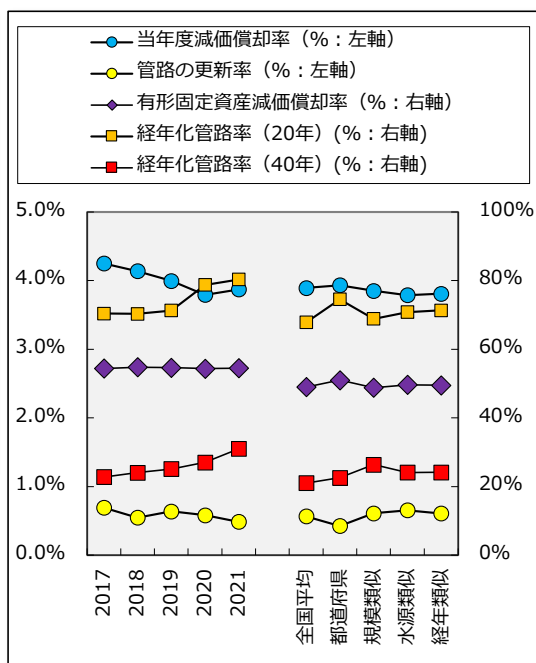 当年度減価償却率（%：左軸）
管路の更新率（%：左軸）
有形固定資産減価償却率（%：右軸）
経年化管路率（20年）(%：右軸)
経年化管路率（40年）(%：右軸)
5.0%
100%
4.0%
80%
3.0%
60%
2.0%
40%
1.0%
20%
0.0%
0%
2017
2018
2019
2020
2021
全国平均
都道府県
規模類似
水源類似
経年類似